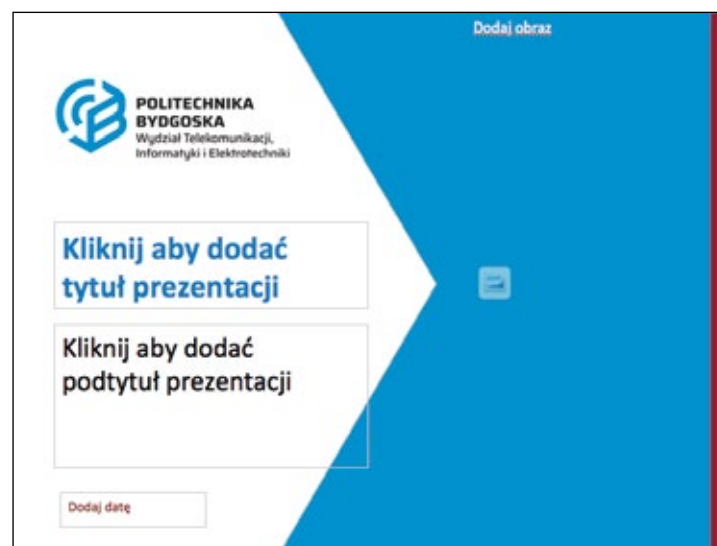 Dodaj obraz
POLITECHNIKA
BYDGOSKA
Wydział Telekomunikacji,
Informatyki i Elektrotechniki
Kliknij aby dodać
tytuł prezentacji
Kliknij aby dodać
podtytuł prezentacji
Dodaj datę